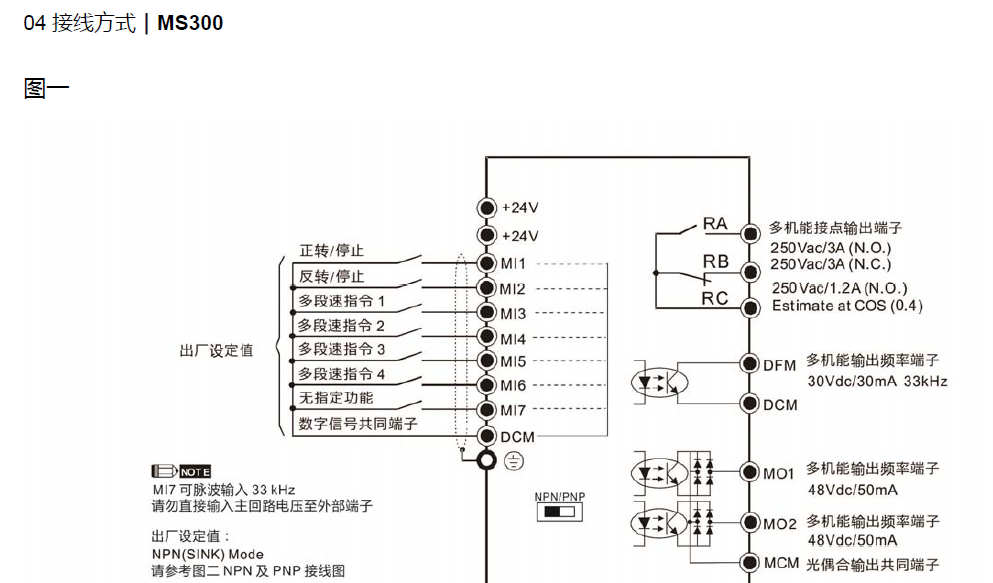 04 接线方式｜MS300
图一
+24V
+24V
正转/停止
MI1
反转/停止
MI2
多段速指令 1
MI3
多段速指令 2
MI4
多段速指令 3
MI5
多段速指令 4
MI6
无指定功能
MI7
数字信号共同端子
DCM
出厂设定值
NOTE
MI7 可脉波输入 33 kHz
请勿直接输入主回路电压至外部端子
出厂设定值：
NPN(SINK) Mode
请参考图二 NPN 及 PNP 接线图
NPN/PNP
RA
多机能接点输出端子
250Vac/3A (N.O.)
RB
250Vac/3A (N.C.)
RC
250Vac/1.2A (N.O.)
Estimate at COS (0.4)
DFM
多机能输出频率端子
30Vdc/30mA 33kHz
DCM
MO1
多机能输出频率端子
48Vdc/50mA
MO2
多机能输出频率端子
48Vdc/50mA
MCM
光偶合输出共同端子